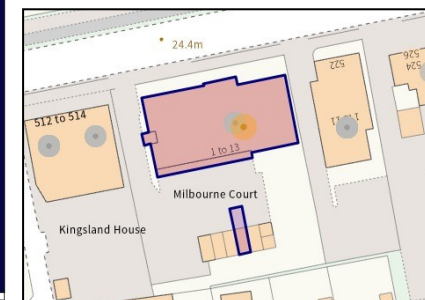 24.4m
522
526
524
512 to 514
1 to 13
Milbourne Court
Kingsland House